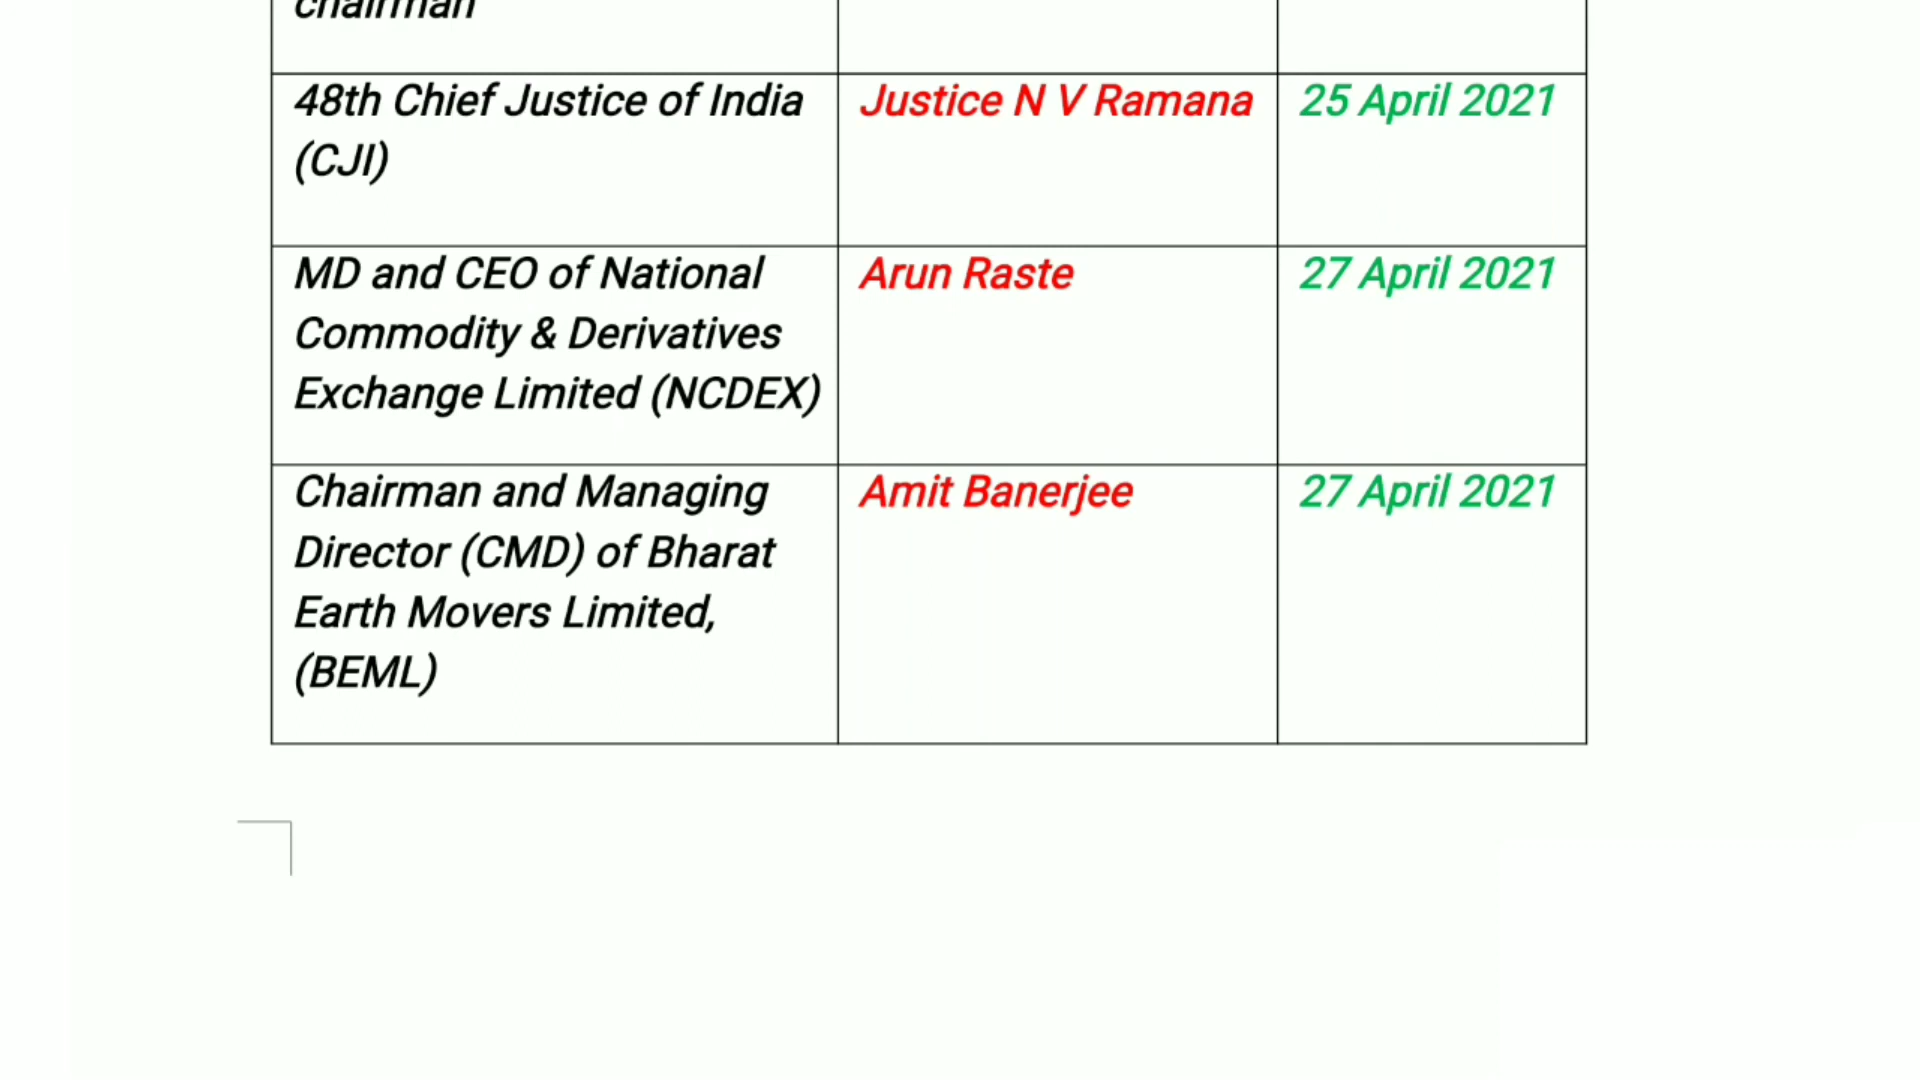 chairman
48th Chief Justice of India Justice N V Ramana 25 April 2021
(CJI)
MD and CEO of National Arun Raste 27 April 2021
Commodity & Derivatives
Exchange Limited (NCDEX)
Chairman and Managing Amit Banerjee 27 April 2021
Director (CMD) of Bharat
Earth Movers Limited,
(BEML)